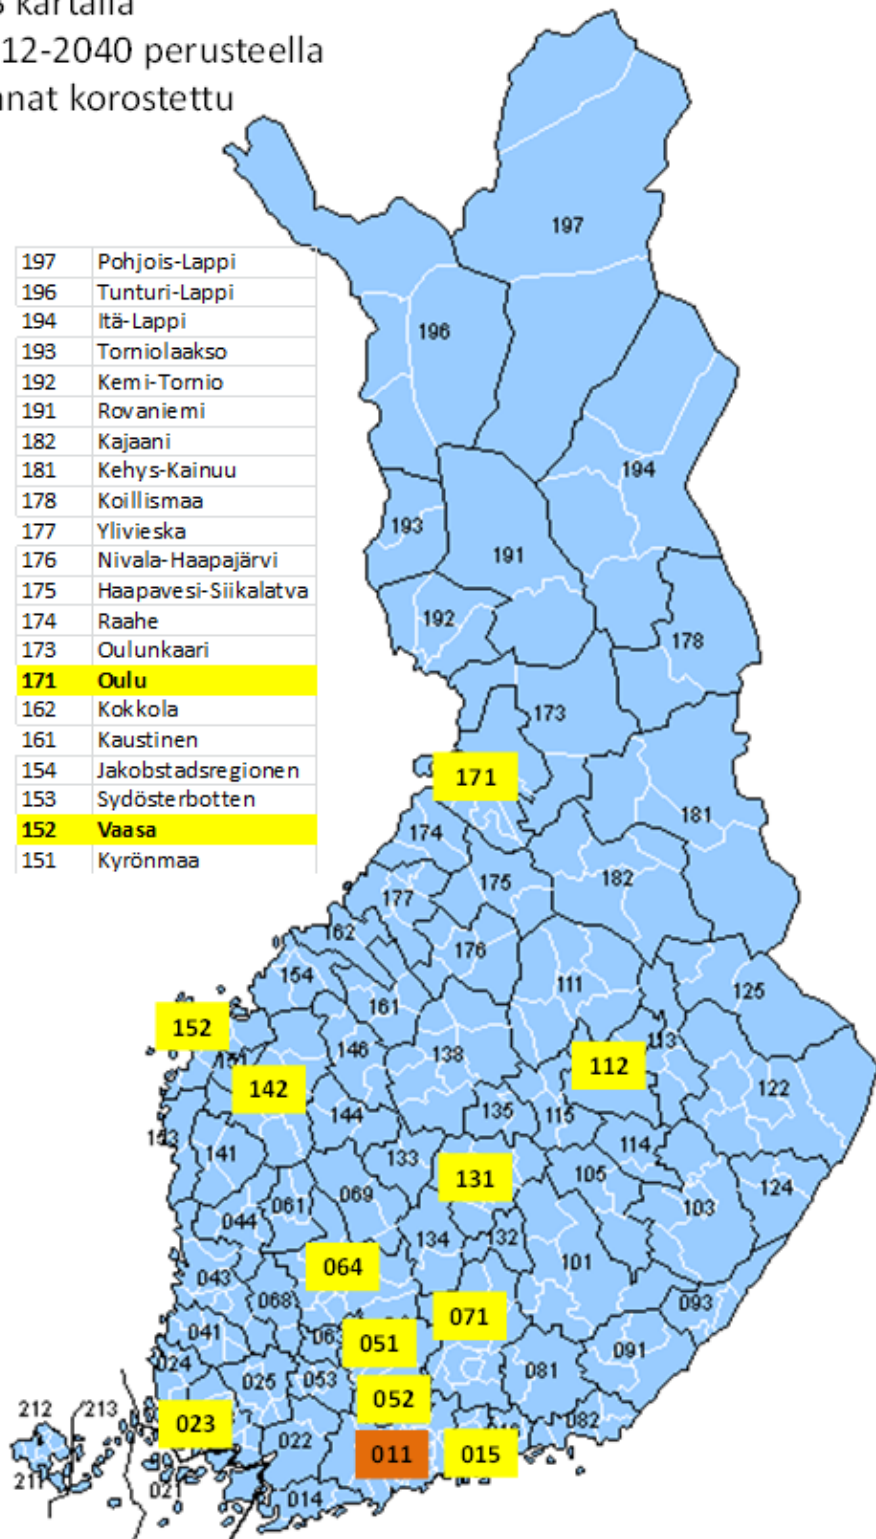 kartalla
12-2040 perusteella
nat korostettu
197 Pohjois-Lappi
196 Tunturi-Lappi
194 Itä-Lappi
193 Torniolaakso
192 Kemi-Tornio
191 Rovaniemi
182 Kajaani
181 Kehys-Kainuu
178 Koillismaa
177 Ylivieska
176 Nivala-Haapajärvi
175 Haapavesi-Siikalatva
174 Raahe
173 Oulunkaari
171 Oulu
162 Kokkola
161 Kaustinen
154 Jakobstadsregionen
153 Sydösterbotten
152 Vaasa
151 Kyrönmaa
197
196
194
193
191
192
178
173
171
181
174
182
175
177
162
176
154
111
125
161
152
113
146
138
112
151
122
142
135
115
144
153
114
141
133
131
105
124
069
061
103
044
134
132
101
064
043
068
093
071
041
051
091
024
081
025
053
052
212
213
023
082
022
011
015
211
021
014